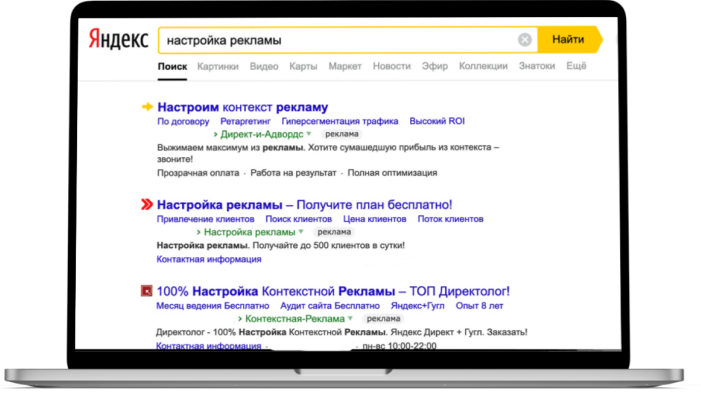 Яндекс
настройка рекламы
Найти
Поиск Картинки Видео Карты Маркет Новости Эфир Коллекции Знатоки Ещё
Настроим контекст рекламу
По договору Ретаргетинг Гиперсегментация трафика Высокий ROI
› Директ-и-Адвордс ▾ реклама
Выжимаем максимум из рекламы. Хотите сумашедшую прибыль из контекста –
звоните!
Прозрачная оплата · Работа на результат · Полная оптимизация
Настройка рекламы – Получите план бесплатно!
Привлечение клиентов Поиск клиентов Цена клиентов Поток клиентов
› Настройка рекламы ▾ реклама
Настройка рекламы. Получайте до 500 клиентов в сутки!
Контактная информация
100% Настройка Контекстной Рекламы – ТОП Директолог!
Месяц ведения Бесплатно Аудит сайта Бесплатно Яндекс+Гугл Опыт 8 лет
› Контекстная-Реклама ▾ реклама
Директолог - 100% Настройка Контекстной Рекламы. Яндекс Директ + Гугл. Заказать!
Контактная информация · · пн-вс 10:00-22:00